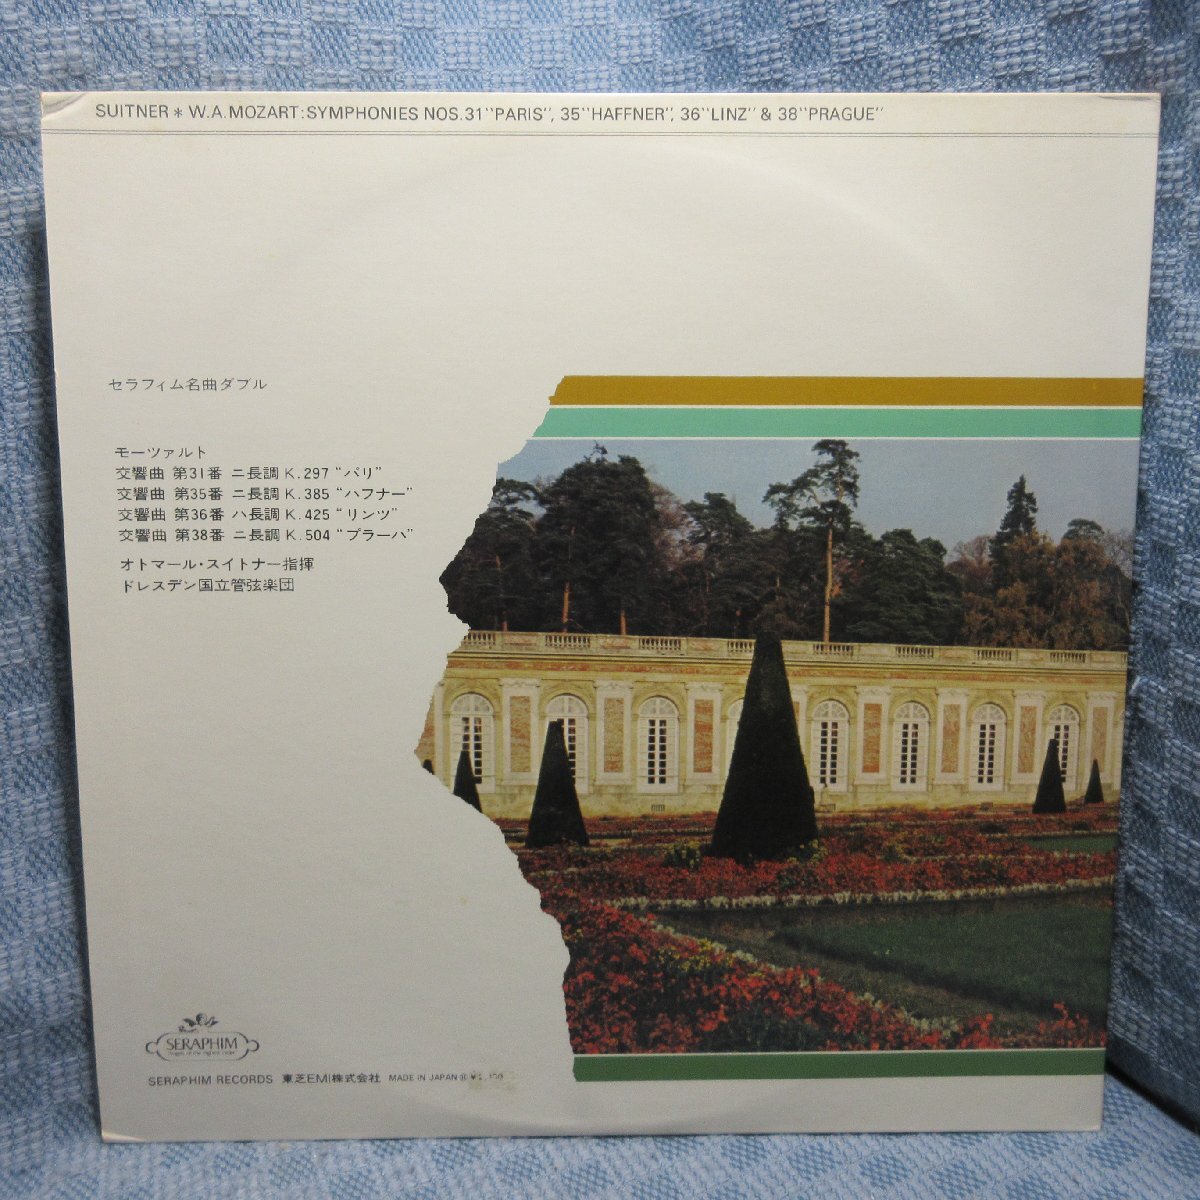 SUITNER * W.A.MOZART:SYMPHONIES NOS.31 "PARIS", 35 "HAFFNER", 36 "LINZ" & 38 "PRAGUE"
セラフィム名曲ダブル
モーツァルト
交響曲 第31番 ニ長調 K.297 "パリ"
交響曲 第35番 ニ長調 K.385 "ハフナー"
交響曲 第36番 ハ長調 K.425 "リンツ"
交響曲 第38番 ニ長調 K.504 "プラーハ"
オトマール・スイトナー指揮
ドレスデン国立管弦楽団
SERAPHIM
"Angels of the highest order"
SERAPHIM RECORDS 東芝EMI株式会社 MADE IN JAPAN